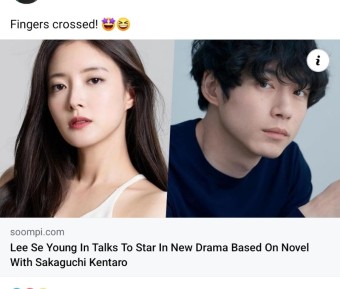 Fingers crossed! 🤩😆
i
soompi.com
Lee Se Young In Talks To Star In New Drama Based On Novel
With Sakaguchi Kentaro